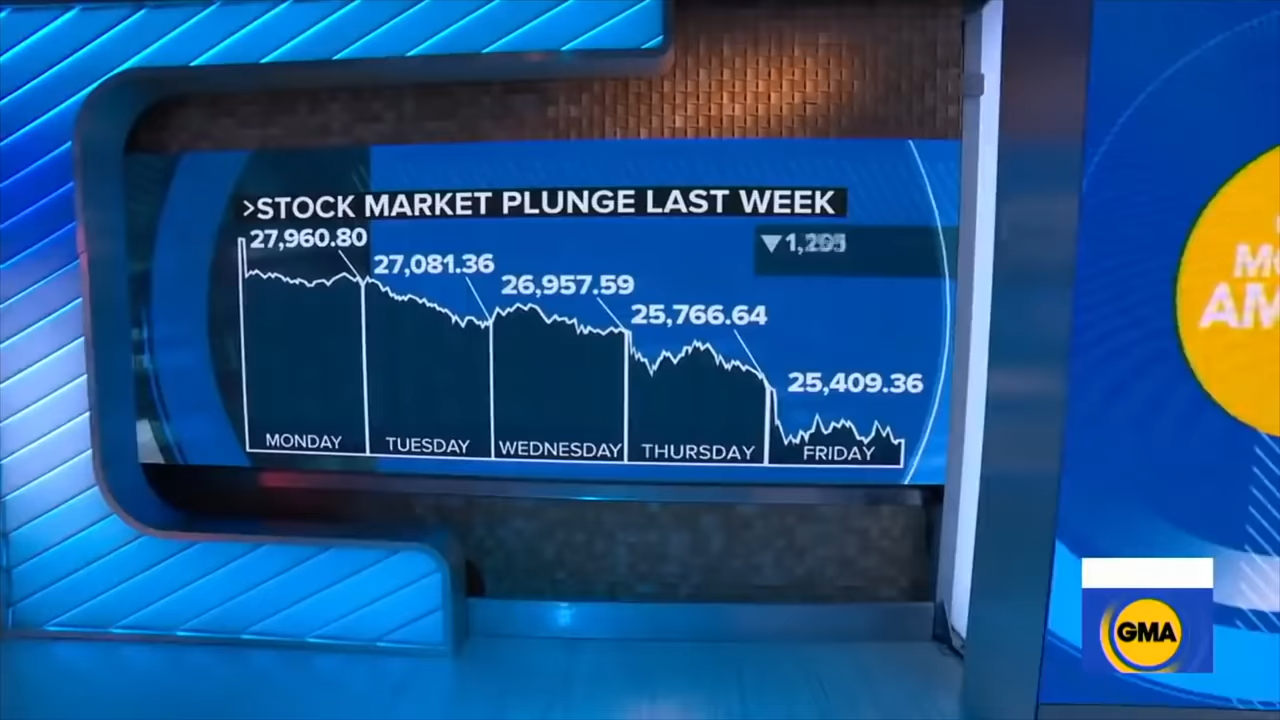 >STOCK MARKET PLUNGE LAST WEEK
27,960.80
27,081.36
26,957.59
25,766.64
25,409.36
MONDAY
TUESDAY
WEDNESDAY
THURSDAY
FRIDAY
AM
GMA